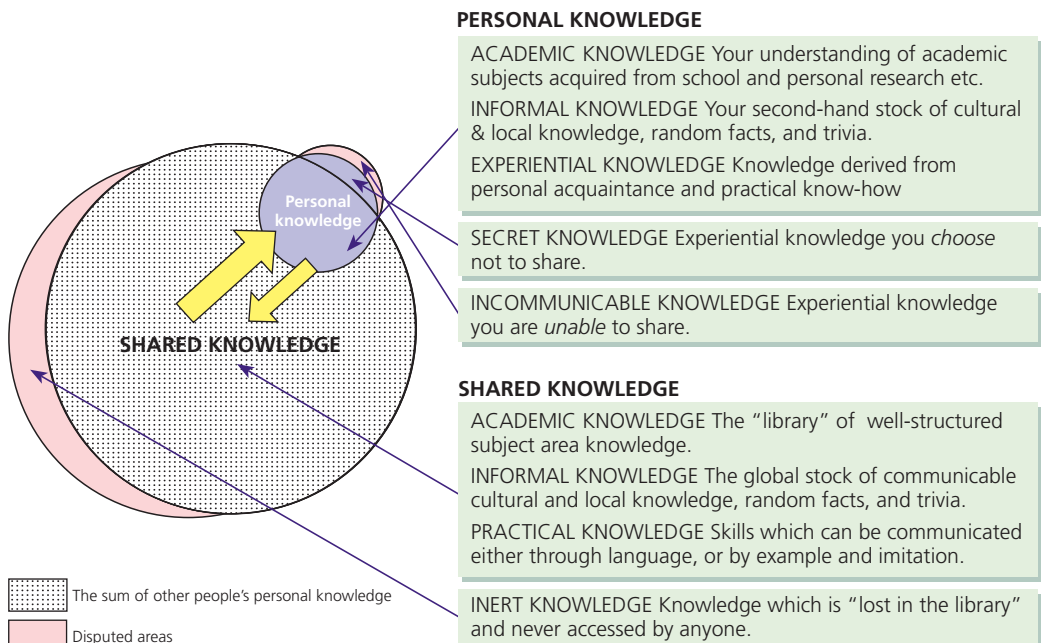 PERSONAL KNOWLEDGE
ACADEMIC KNOWLEDGE Your understanding of academic
subjects acquired from school and personal research etc.
INFORMAL KNOWLEDGE Your second-hand stock of cultural
& local knowledge, random facts, and trivia.
EXPERIENTIAL KNOWLEDGE Knowledge derived from
personal acquaintance and practical know-how
SECRET KNOWLEDGE Experiential knowledge you choose
not to share.
INCOMMUNICABLE KNOWLEDGE Experiential knowledge
you are unable to share.
Personal
knowledge
SHARED KNOWLEDGE
SHARED KNOWLEDGE
ACADEMIC KNOWLEDGE The “library” of well-structured
subject area knowledge.
INFORMAL KNOWLEDGE The global stock of communicable
cultural and local knowledge, random facts, and trivia.
PRACTICAL KNOWLEDGE Skills which can be communicated
either through language, or by example and imitation.
INERT KNOWLEDGE Knowledge which is “lost in the library”
and never accessed by anyone.
The sum of other people’s personal knowledge
Disputed areas